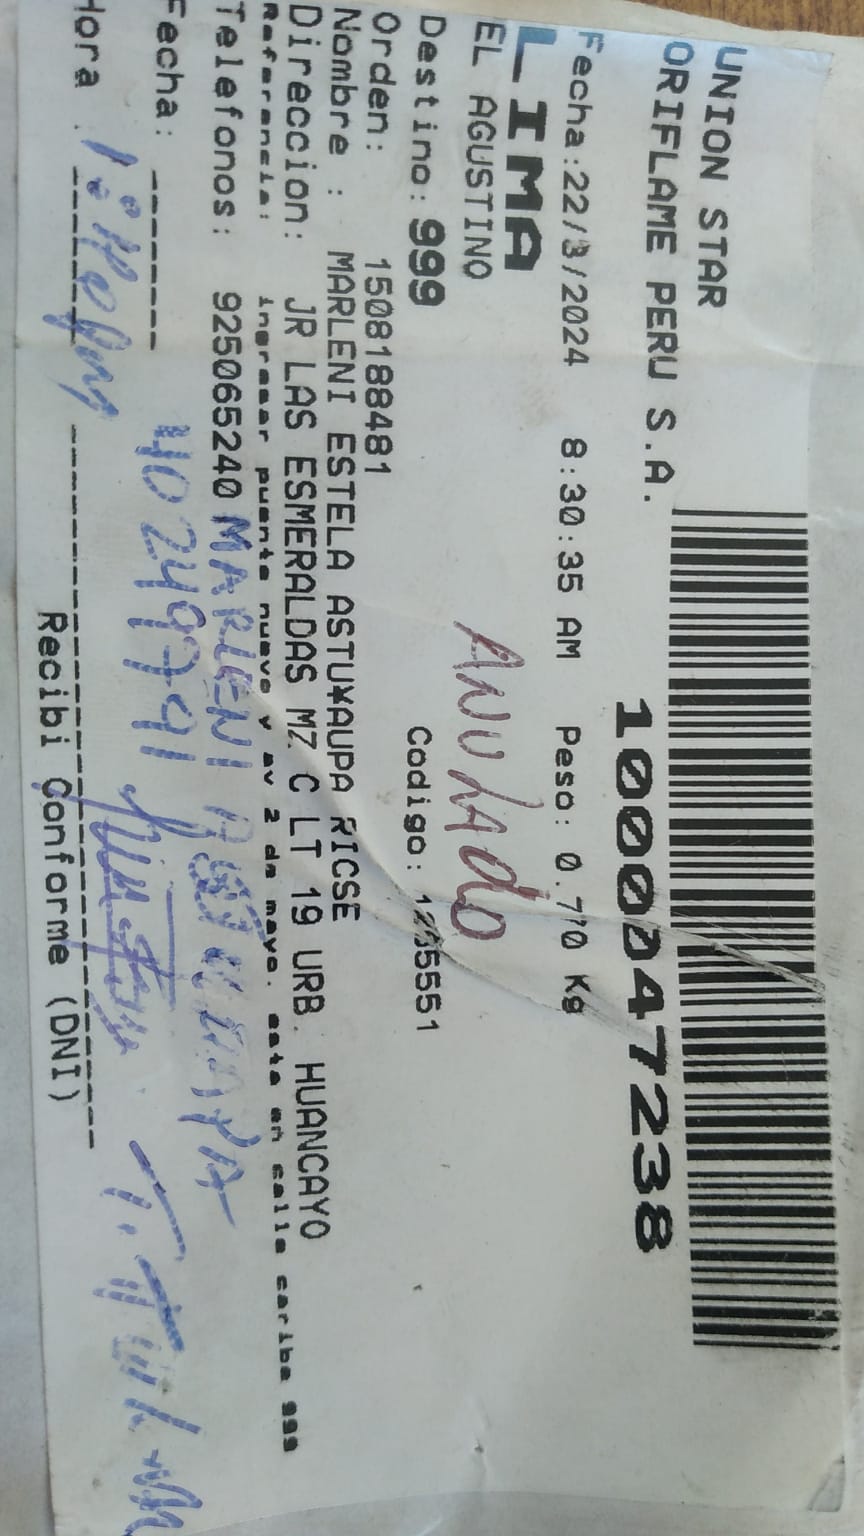 UNION STAR
ORIFLAME PERU S.A.
1000047238
Fecha:22/3/2024 8:30:35 AM Peso: 0.770 Kg
LIMA
EL AGUSTINO
ANULADO
Destino: 999 Codigo:
Orden: 1508188481
Nombre : MARLENI ESTELA ASTU¥AUPA RICSE
Direccion: JR LAS ESMERALDAS MZ. C LT 19 URB. HUANCAYO
Referencia: ingresar puente nuevo y av 2 de mayo. esta en calle caribe 999
Telefonos: 925065240 MARLENI
Fecha: 40249791
Hora :
Recibi Conforme (DNI)